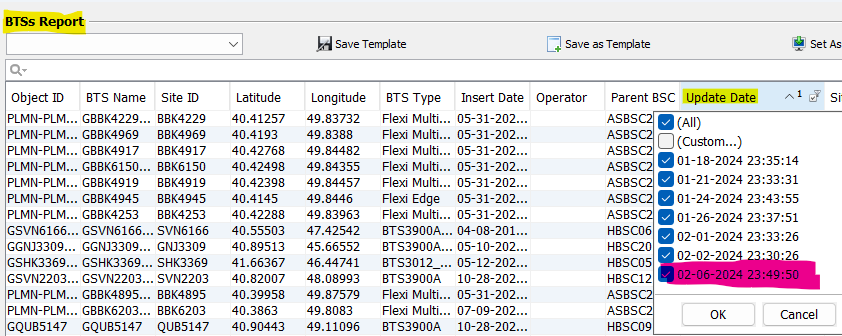 BTSs Report
Save Template Save as Template Set As
Object ID BTS Name Site ID Latitude Longitude BTS Type Insert Date Operator Parent BSC Update Date 1 Si
PLMN-PLM... GBBK4229... BBK4229 40.41257 49.83732 Flexi Multi... 05-31-202... ASBSC2
PLMN-PLM... GBBK4969 BBK4969 40.4193 49.8388 Flexi Multi... 05-31-202... ASBSC2
PLMN-PLM... GBBK4917 BBK4917 40.42768 49.84482 Flexi Multi... 05-31-202... ASBSC2
PLMN-PLM... GBBK6150... BBK6150 40.42498 49.84355 Flexi Multi... 05-31-202... ASBSC2
PLMN-PLM... GBBK4919 BBK4919 40.42398 49.84457 Flexi Multi... 05-31-202... ASBSC2
PLMN-PLM... GBBK4945 BBK4945 40.4145 49.8446 Flexi Edge 05-31-202... ASBSC2
PLMN-PLM... GBBK4253 BBK4253 40.42288 49.83963 Flexi Multi... 05-31-202... ASBSC2
GSVN6166... GSVN6166... SVN6166 40.55503 47.42542 BTS3900A... 04-08-201... HBSC06
GGNJ3309... GGNJ3309... GNJ3309 40.89513 45.66552 BTS3900A... 05-10-202... HBSC20
GSHK3369... GSHK3369... SHK3369 41.66367 46.44741 BTS3012_... 05-31-202... HBSC05
GSVN2203... GSVN2203... SVN2203 40.20827 48.08993 BTS3900A 10-28-202... HBSC12
PLMN-PLM... GBBK4895... BBK4895 40.39958 49.87579 Flexi Multi... 05-31-202... ASBSC2
PLMN-PLM... GBBK4210... BBK4210 40.3863 49.8083 Flexi Multi... 07-09-202... ASBSC2
GQUB5147 GQUB5147 QUB5147 40.90443 49.11096 BTS3900A... 10-28-202... HBSC06
(All)
(Custom...)
01-18-2024 23:35:14
01-21-2024 23:33:31
01-24-2024 23:43:55
01-26-2024 23:37:51
02-01-2024 23:33:26
02-02-2024 23:30:26
02-06-2024 23:49:50
OK Cancel